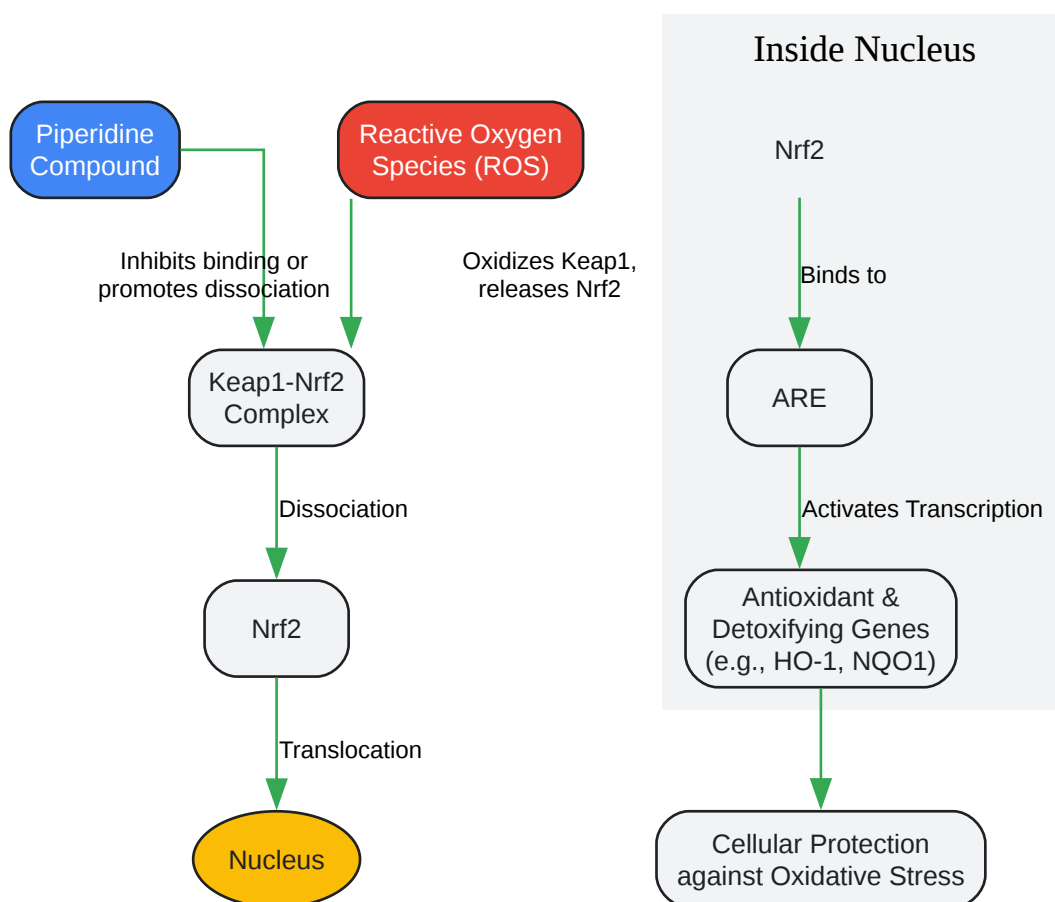 Inside Nucleus
Piperidine
Compound
Reactive Oxygen
Species (ROS)
Inhibits binding or
promotes dissociation
Oxidizes Keap1,
releases Nrf2
Keap1-Nrf2
Complex
Dissociation
Nrf2
Translocation
Nucleus
Nrf2
Binds to
ARE
Activates Transcription
Antioxidant &
Detoxifying Genes
(e.g., HO-1, NQO1)
Cellular Protection
against Oxidative Stress